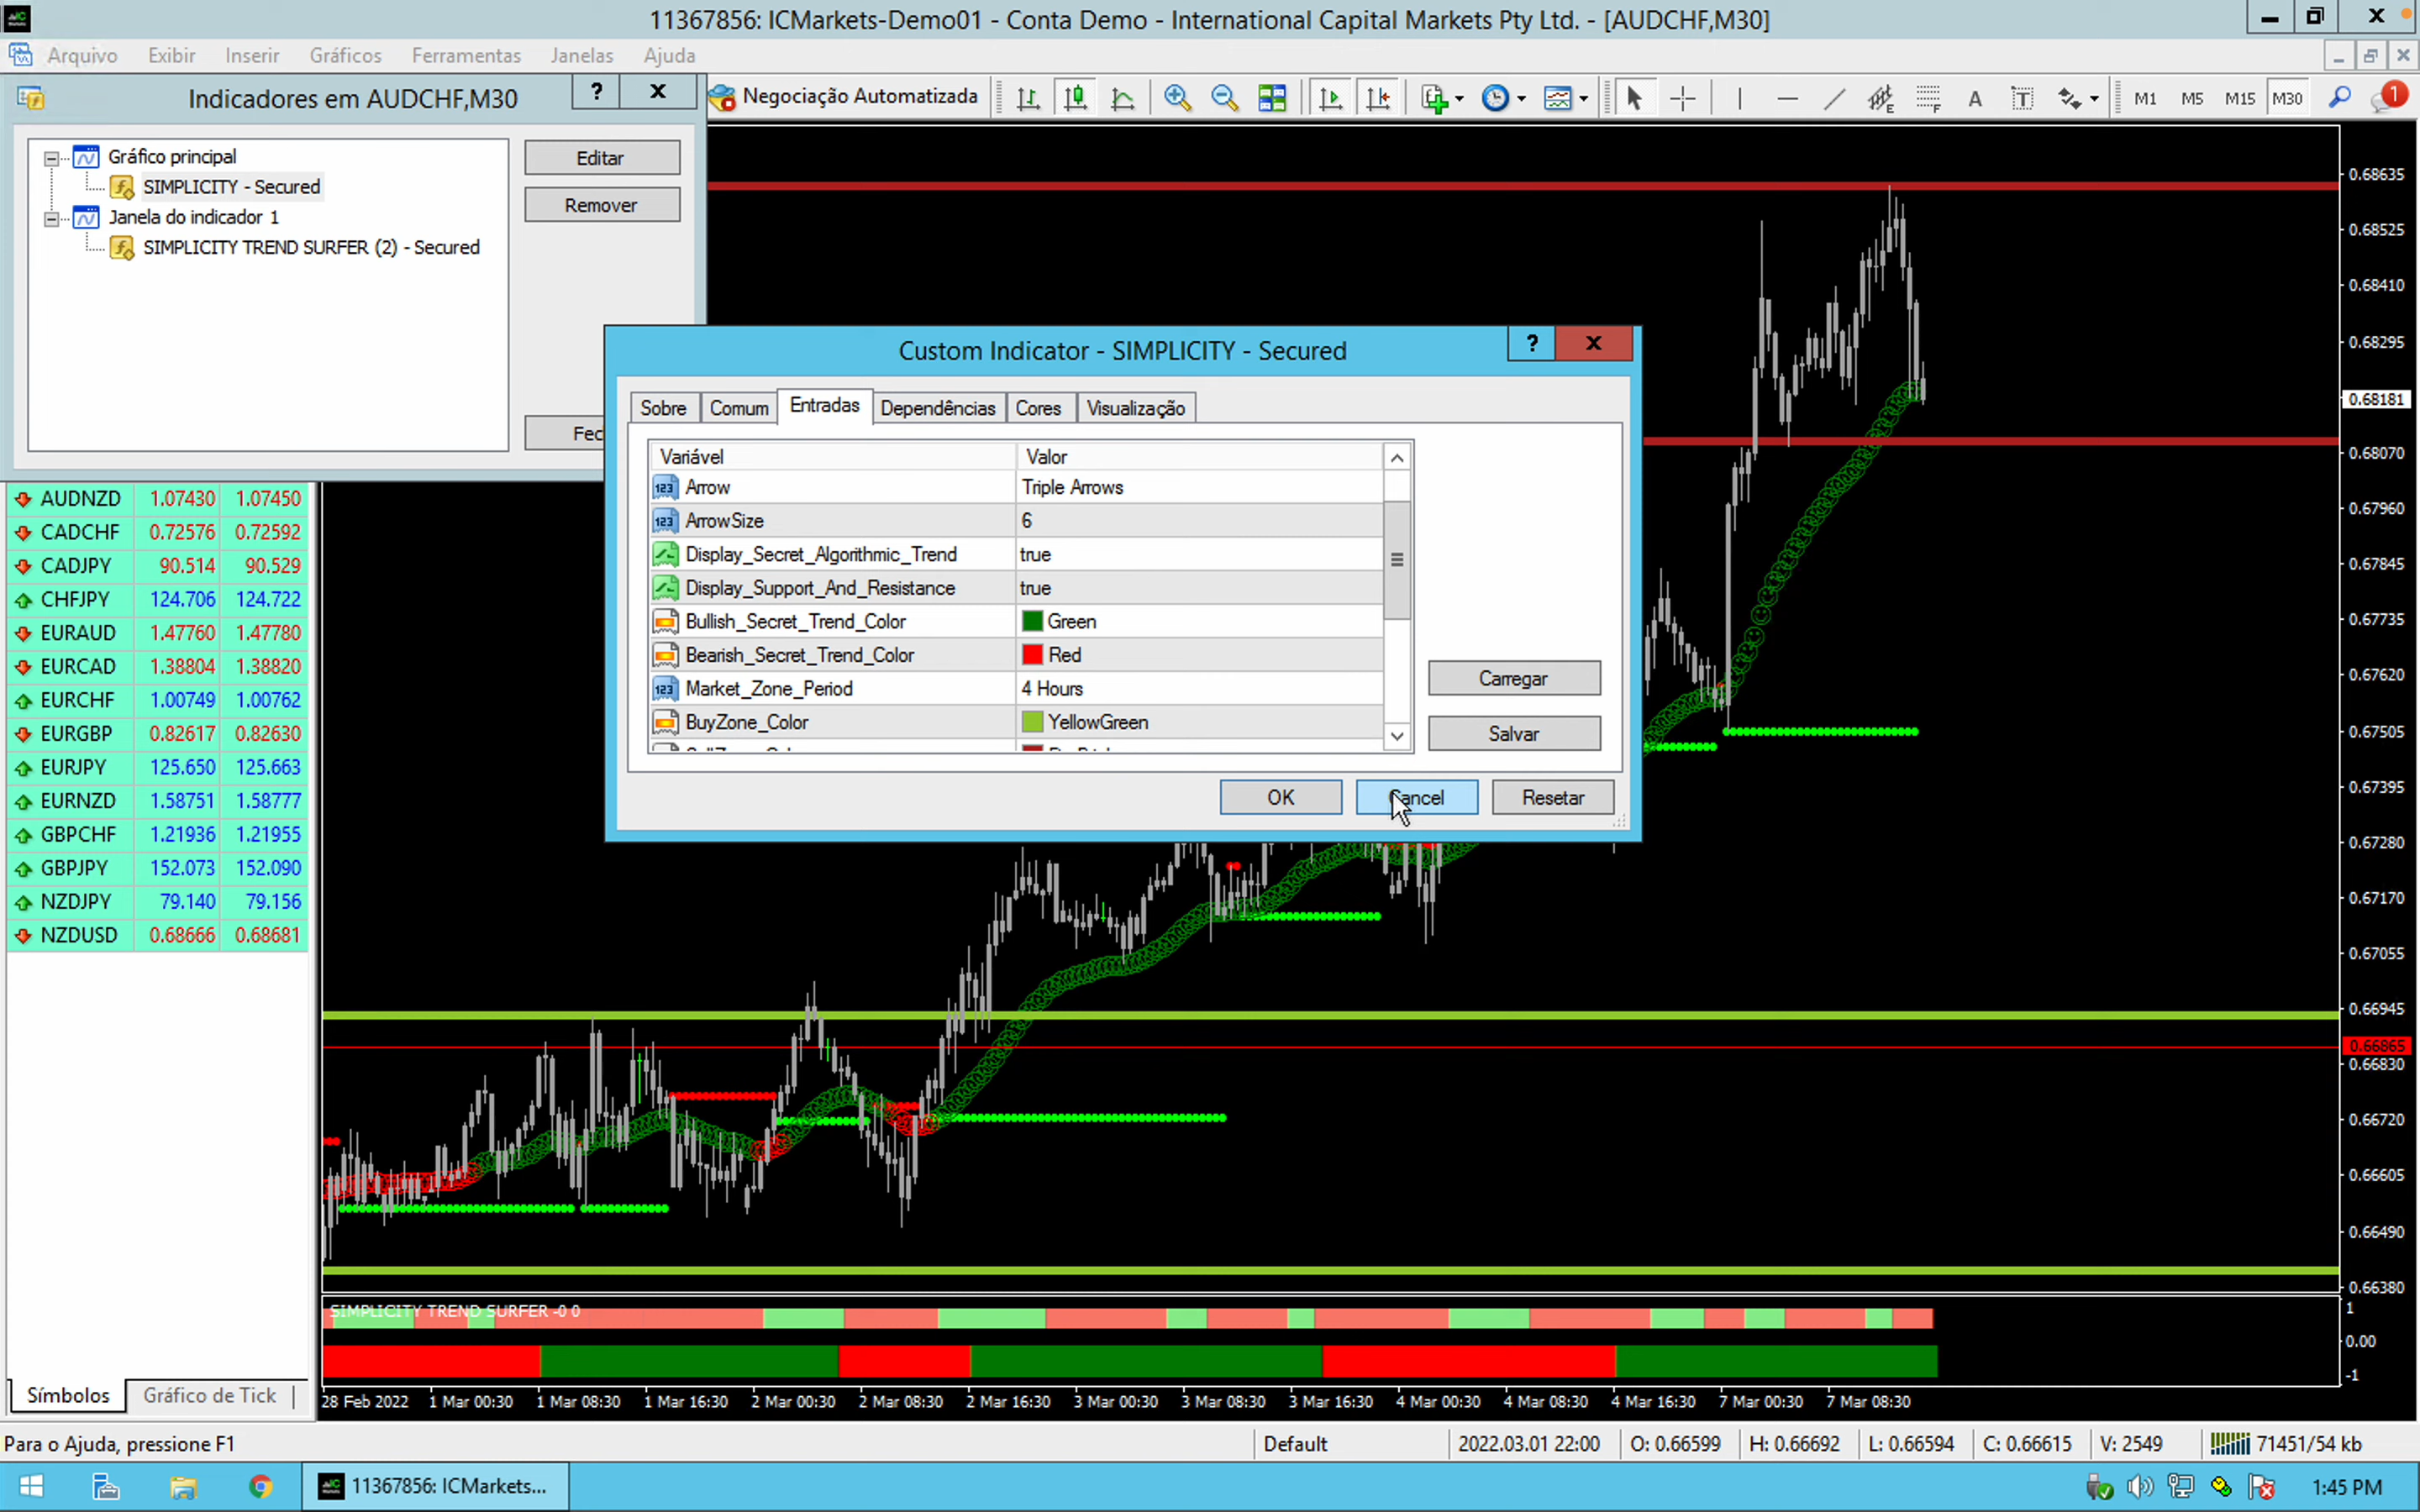 11367856: ICMarkets-Demo01 - Conta Demo - International Capital Markets Pty Ltd. - [AUDCHF,M30]
Arquivo Exibir Inserir Gráficos Ferramentas Janelas Ajuda
Indicadores em AUDCHF,M30 ? X
Negociação Automatizada
E F A T M1 M5 M15 M30 1
Gráfico principal
SIMPLICITY - Secured
Janela do indicador 1
SIMPLICITY TREND SURFER (2) - Secured
Editar
Remover
Fec
Custom Indicator - SIMPLICITY - Secured ? X
Sobre Comum Entradas Dependências Cores Visualização
Variável Valor
123 Arrow Triple Arrows
123 ArrowSize 6
Display_Secret_Algorithmic_Trend true
Display_Support_And_Resistance true
Bullish_Secret_Trend_Color Green
Bearish_Secret_Trend_Color Red
123 Market_Zone_Period 4 Hours
BuyZone_Color YellowGreen
Carregar
Salvar
OK Cancel Resetar
AUDNZD 1.07430 1.07450
CADCHF 0.72576 0.72592
CADJPY 90.514 90.529
CHFJPY 124.706 124.722
EURAUD 1.47760 1.47780
EURCAD 1.38804 1.38820
EURCHF 1.00749 1.00762
EURGBP 0.82617 0.82630
EURJPY 125.650 125.663
EURNZD 1.58751 1.58777
GBPCHF 1.21936 1.21955
GBPJPY 152.073 152.090
NZDJPY 79.140 79.156
NZDUSD 0.68666 0.68681
0.68635
0.68525
0.68410
0.68295
0.68181
0.68070
0.67960
0.67845
0.67735
0.67620
0.67505
0.67395
0.67280
0.67170
0.67055
0.66945
0.66865
0.66830
0.66720
0.66605
0.66490
0.66380
SIMPLICITY TREND SURFER -0 0
1
0.00
-1
Símbolos Gráfico de Tick
28 Feb 2022 1 Mar 00:30 1 Mar 08:30 1 Mar 16:30 2 Mar 00:30 2 Mar 08:30 2 Mar 16:30 3 Mar 00:30 3 Mar 08:30 3 Mar 16:30 4 Mar 00:30 4 Mar 08:30 4 Mar 16:30 7 Mar 00:30 7 Mar 08:30
Para o Ajuda, pressione F1 Default 2022.03.01 22:00 O: 0.66599 H: 0.66692 L: 0.66594 C: 0.66615 V: 2549 71451/54 kb
11367856: ICMarkets... 1:45 PM